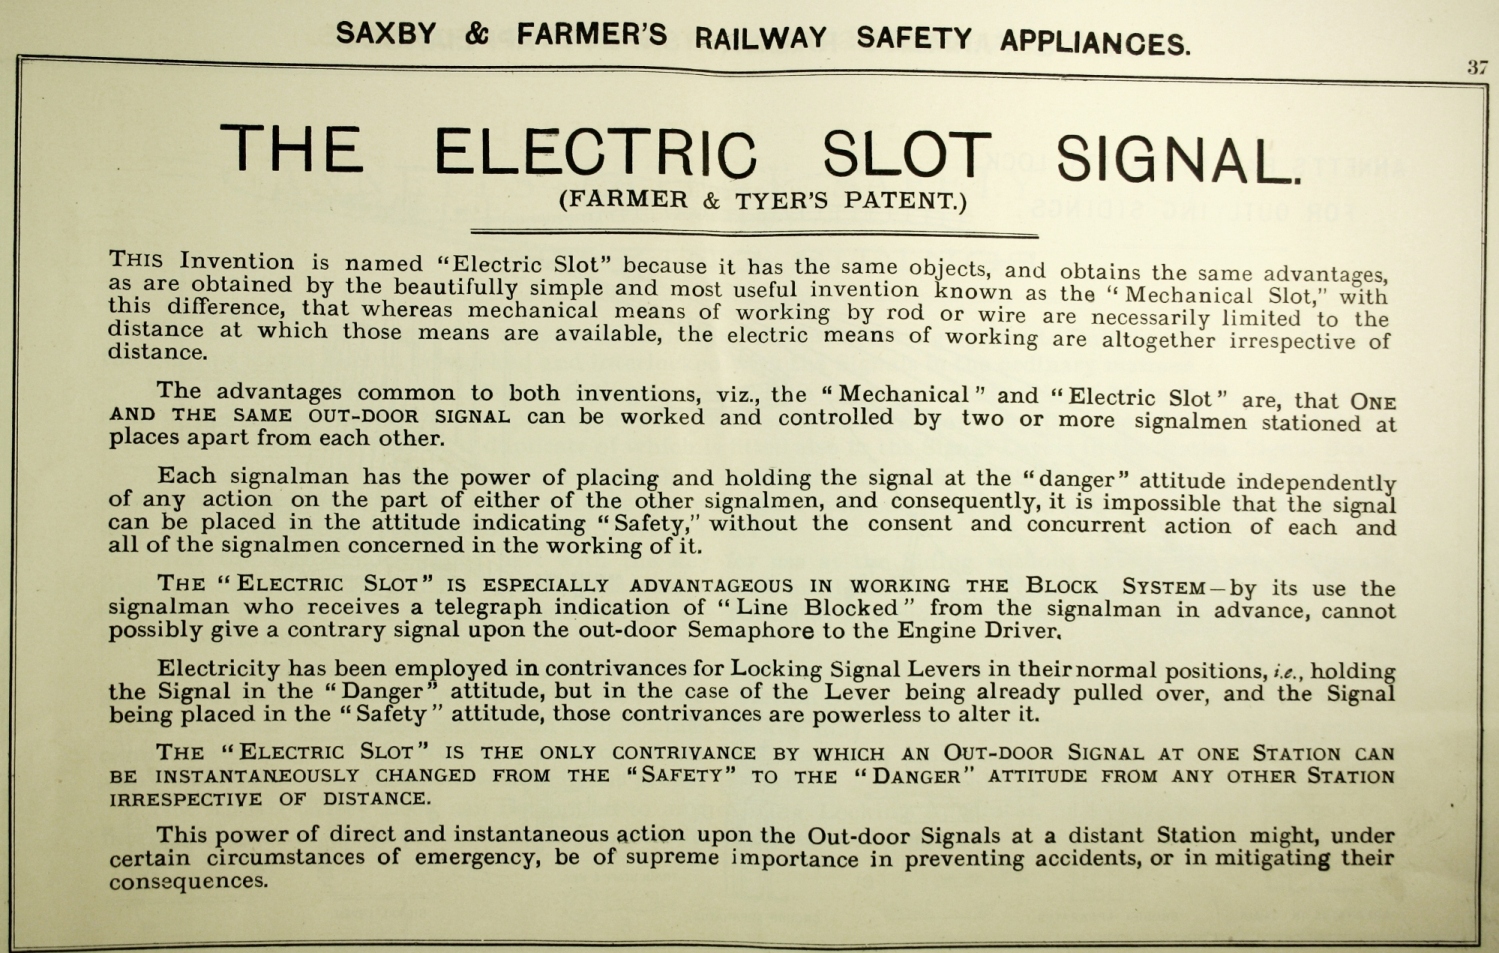 SAXBY & FARMER'S RAILWAY SAFETY APPLIANCES.
37
THE ELECTRIC SLOT SIGNAL.
(FARMER & TYER'S PATENT.)
THIS Invention is named "Electric Slot" because it has the same objects, and obtains the same advantages,
as are obtained by the beautifully simple and most useful invention known as the "Mechanical Slot," with
this difference, that whereas mechanical means of working by rod or wire are necessarily limited to the
distance at which those means are available, the electric means of working are altogether irrespective of
distance.
The advantages common to both inventions, viz., the "Mechanical" and "Electric Slot" are, that ONE
AND THE SAME OUT-DOOR SIGNAL can be worked and controlled by two or more signalmen stationed at
places apart from each other.
Each signalman has the power of placing and holding the signal at the "danger" attitude independently
of any action on the part of either of the other signalmen, and consequently, it is impossible that the signal
can be placed in the attitude indicating "Safety," without the consent and concurrent action of each and
all of the signalmen concerned in the working of it.
THE "ELECTRIC SLOT" IS ESPECIALLY ADVANTAGEOUS IN WORKING THE BLOCK SYSTEM—by its use the
signalman who receives a telegraph indication of "Line Blocked" from the signalman in advance, cannot
possibly give a contrary signal upon the out-door Semaphore to the Engine Driver.
Electricity has been employed in contrivances for Locking Signal Levers in their normal positions, i.e., holding
the Signal in the "Danger" attitude, but in the case of the Lever being already pulled over, and the Signal
being placed in the "Safety" attitude, those contrivances are powerless to alter it.
THE "ELECTRIC SLOT" IS THE ONLY CONTRIVANCE BY WHICH AN OUT-DOOR SIGNAL AT ONE STATION CAN
BE INSTANTANEOUSLY CHANGED FROM THE "SAFETY" TO THE "DANGER" ATTITUDE FROM ANY OTHER STATION
IRRESPECTIVE OF DISTANCE.
This power of direct and instantaneous action upon the Out-door Signals at a distant Station might, under
certain circumstances of emergency, be of supreme importance in preventing accidents, or in mitigating their
consequences.